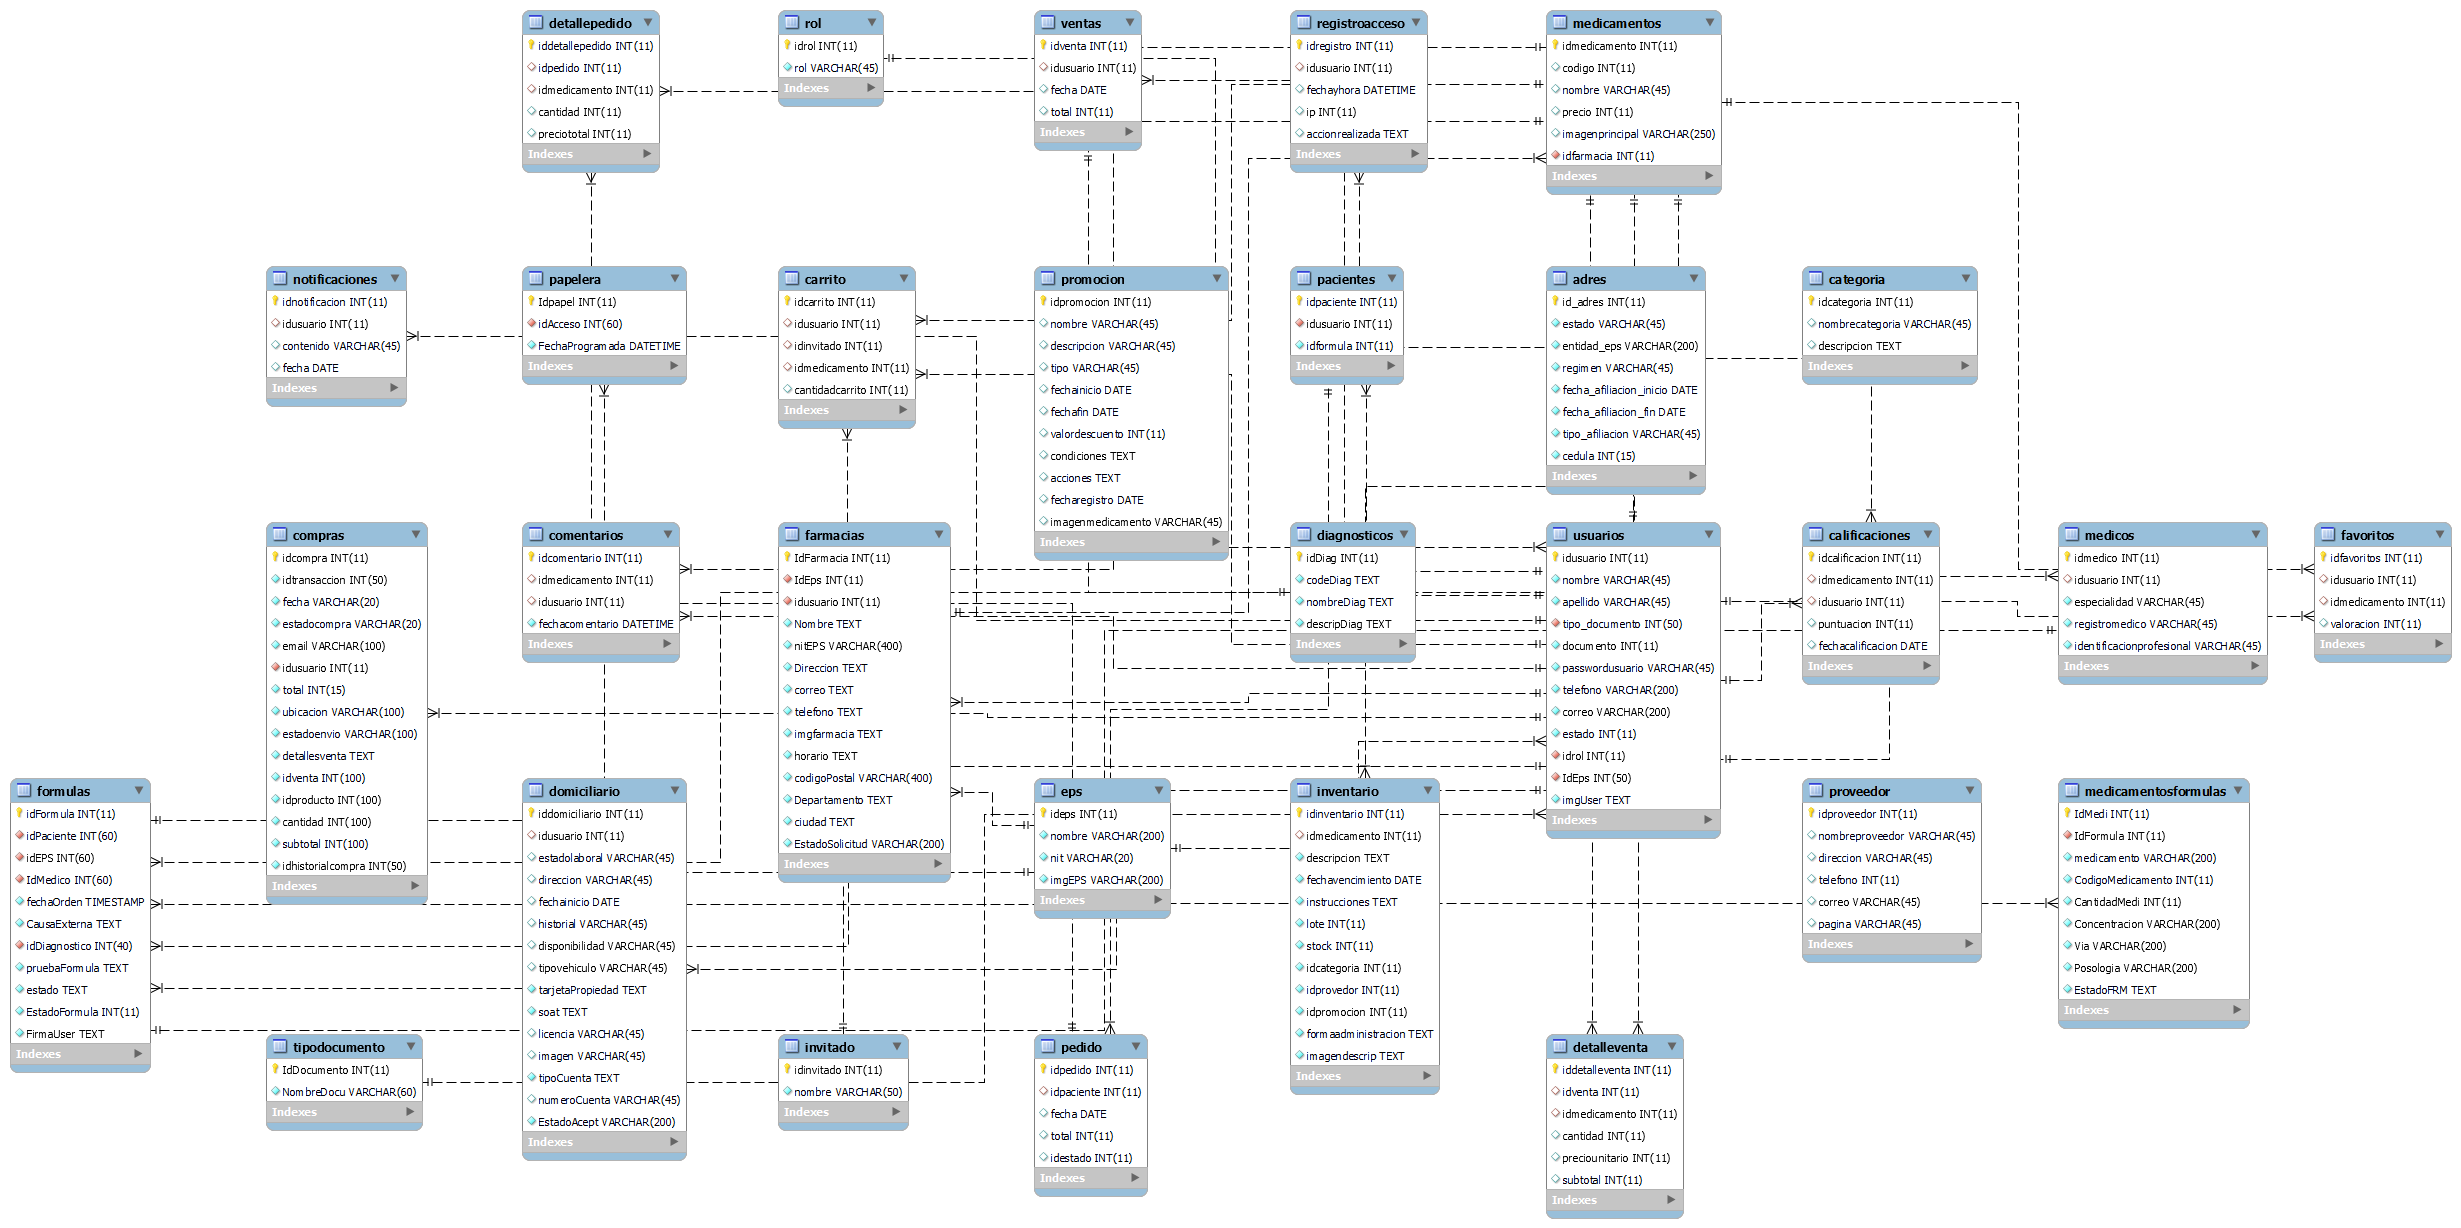 detallepedido
iddetallepedido INT(11)
idpedido INT(11)
idmedicamento INT(11)
cantidad INT(11)
preciototal INT(11)
Indexes
rol
idrol INT(11)
rol VARCHAR(45)
Indexes
ventas
idventa INT(11)
idusuario INT(11)
fecha DATE
total INT(11)
Indexes
registroacceso
idregistro INT(11)
idusuario INT(11)
fechayhora DATETIME
ip INT(11)
accionrealizada TEXT
Indexes
medicamentos
idmedicamento INT(11)
codigo INT(11)
nombre VARCHAR(45)
precio INT(11)
imagenprincipal VARCHAR(250)
idfarmacia INT(11)
Indexes
notificaciones
idnotificacion INT(11)
idusuario INT(11)
contenido VARCHAR(45)
fecha DATE
Indexes
papelera
Idpapel INT(11)
idAcceso INT(60)
FechaProgramada DATETIME
Indexes
carrito
idcarrito INT(11)
idusuario INT(11)
idinvitado INT(11)
idmedicamento INT(11)
cantidadcarrito INT(11)
Indexes
promocion
idpromocion INT(11)
nombre VARCHAR(45)
descripcion VARCHAR(45)
tipo VARCHAR(45)
fechainicio DATE
fechafin DATE
valordescuento INT(11)
condiciones TEXT
acciones TEXT
fecharegistro DATE
imagenmedicamento VARCHAR(45)
Indexes
pacientes
idpaciente INT(11)
idusuario INT(11)
idformula INT(11)
Indexes
adres
id_adres INT(11)
estado VARCHAR(45)
entidad_eps VARCHAR(200)
regimen VARCHAR(45)
fecha_afiliacion_inicio DATE
fecha_afiliacion_fin DATE
tipo_afiliacion VARCHAR(45)
cedula INT(15)
Indexes
categoria
idcategoria INT(11)
nombrecategoria VARCHAR(45)
descripcion TEXT
Indexes
compras
idcompra INT(11)
idtransaccion INT(50)
fecha VARCHAR(20)
estadocompra VARCHAR(20)
email VARCHAR(100)
idusuario INT(11)
total INT(15)
ubicacion VARCHAR(100)
estadoenvio VARCHAR(100)
detallesventa TEXT
idventa INT(100)
idproducto INT(100)
cantidad INT(100)
subtotal INT(100)
idhistorialcompra INT(50)
Indexes
comentarios
idcomentario INT(11)
idmedicamento INT(11)
idusuario INT(11)
fechacomentario DATETIME
Indexes
farmacias
IdFarmacia INT(11)
IdEps INT(11)
idusuario INT(11)
Nombre TEXT
nitEPS VARCHAR(400)
Direccion TEXT
correo TEXT
telefono TEXT
imgfarmacia TEXT
horario TEXT
codigoPostal VARCHAR(400)
Departamento TEXT
ciudad TEXT
EstadoSolicitud VARCHAR(200)
Indexes
diagnosticos
idDiag INT(11)
codeDiag TEXT
nombreDiag TEXT
descripDiag TEXT
Indexes
usuarios
idusuario INT(11)
nombre VARCHAR(45)
apellido VARCHAR(45)
tipo_documento INT(50)
documento INT(11)
passwordusuario VARCHAR(45)
telefono VARCHAR(200)
correo VARCHAR(200)
estado INT(11)
idrol INT(11)
IdEps INT(50)
imgUser TEXT
Indexes
calificaciones
idcalificacion INT(11)
idmedicamento INT(11)
idusuario INT(11)
puntuacion INT(11)
fechacalificacion DATE
Indexes
medicos
idmedico INT(11)
idusuario INT(11)
especialidad VARCHAR(45)
registromedico VARCHAR(45)
identificacionprofesional VARCHAR(45)
Indexes
favoritos
idfavoritos INT(11)
idusuario INT(11)
idmedicamento INT(11)
valoracion INT(11)
Indexes
formulas
idFormula INT(11)
idPaciente INT(60)
idEPS INT(60)
IdMedico INT(60)
fechaOrden TIMESTAMP
CausaExterna TEXT
idDiagnostico INT(40)
pruebaFormula TEXT
estado TEXT
EstadoFormula INT(11)
FirmaUser TEXT
Indexes
domiciliario
iddomiciliario INT(11)
idusuario INT(11)
estadolaboral VARCHAR(45)
direccion VARCHAR(45)
fechainicio DATE
historial VARCHAR(45)
disponibilidad VARCHAR(45)
tipovehiculo VARCHAR(45)
tarjetaPropiedad TEXT
soat TEXT
licencia VARCHAR(45)
imagen VARCHAR(45)
tipoCuenta TEXT
numeroCuenta VARCHAR(45)
EstadoAcept VARCHAR(200)
Indexes
eps
ideps INT(11)
nombre VARCHAR(200)
nit VARCHAR(20)
imgEPS VARCHAR(200)
Indexes
inventario
idinventario INT(11)
idmedicamento INT(11)
descripcion TEXT
fechavencimiento DATE
instrucciones TEXT
lote INT(11)
stock INT(11)
idcategoria INT(11)
idprovedor INT(11)
idpromocion INT(11)
formaadministracion TEXT
imagendescrip TEXT
Indexes
proveedor
idproveedor INT(11)
nombreproveedor VARCHAR(45)
direccion VARCHAR(45)
telefono INT(11)
correo VARCHAR(45)
pagina VARCHAR(45)
Indexes
medicamentosformulas
IdMedi INT(11)
IdFormula INT(11)
medicamento VARCHAR(200)
CodigoMedicamento INT(11)
CantidadMedi INT(11)
Concentracion VARCHAR(200)
Via VARCHAR(200)
Posologia VARCHAR(200)
EstadoFRM TEXT
Indexes
tipodocumento
IdDocumento INT(11)
NombreDocu VARCHAR(60)
Indexes
invitado
idinvitado INT(11)
nombre VARCHAR(50)
Indexes
pedido
idpedido INT(11)
idpaciente INT(11)
fecha DATE
total INT(11)
idestado INT(11)
Indexes
detalleventa
iddetalleventa INT(11)
idventa INT(11)
idmedicamento INT(11)
cantidad INT(11)
preciounitario INT(11)
subtotal INT(11)
Indexes